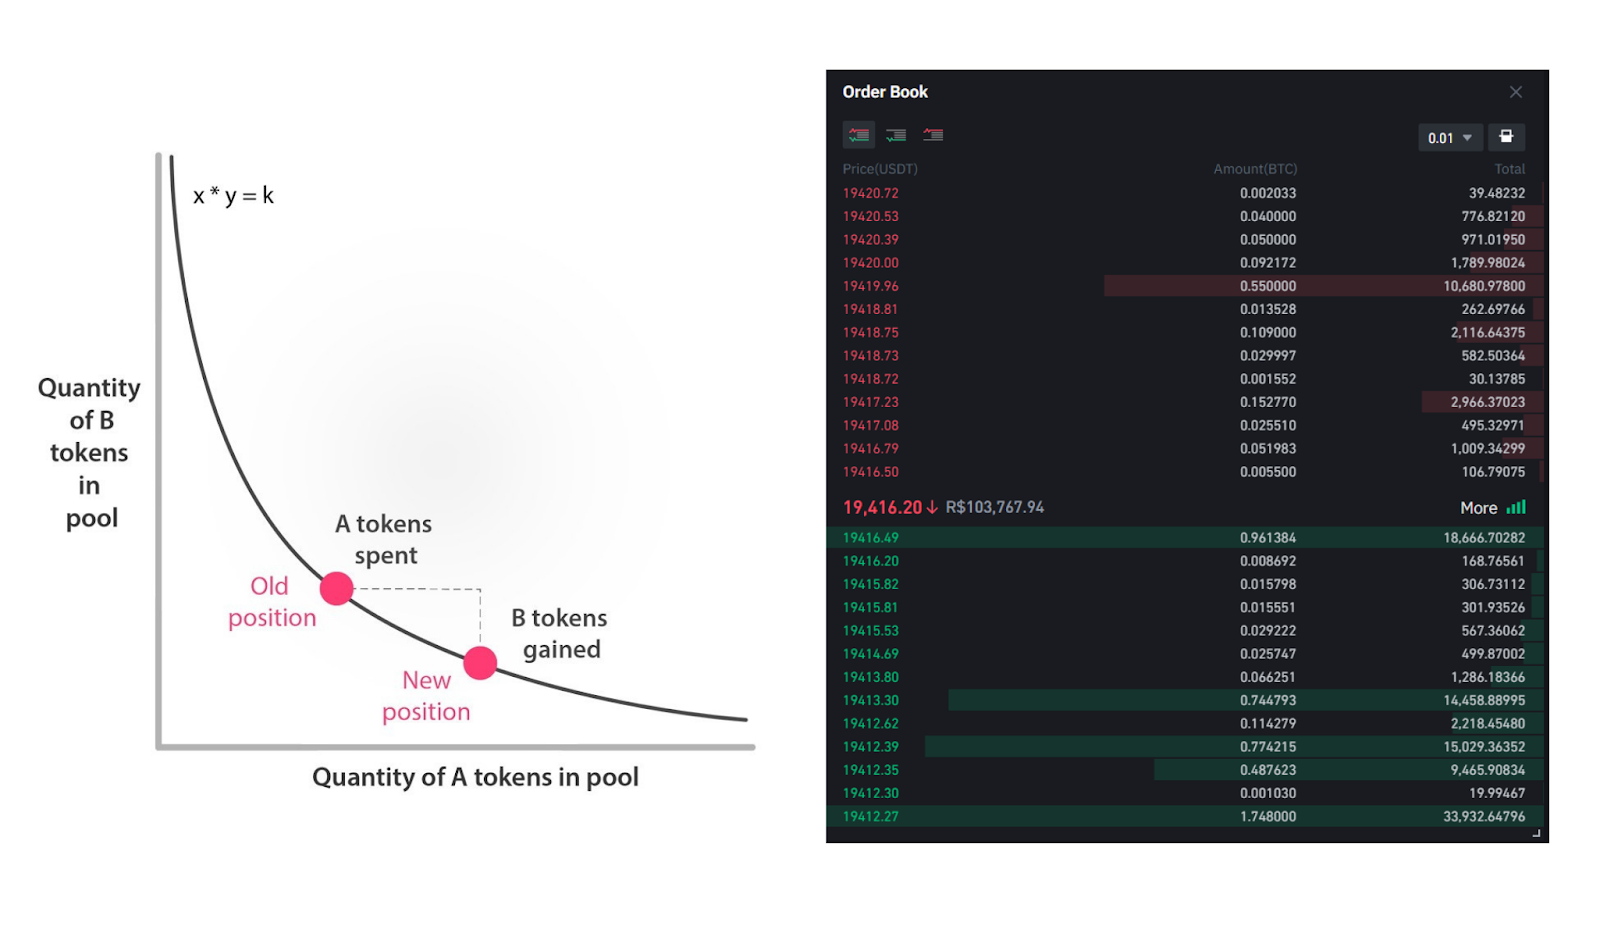 x * y = k
Quantity
of B
tokens
in
pool
A tokens
spent
Old
position
B tokens
gained
New
position
Quantity of A tokens in pool
Order Book
0.01
Price(USDT) Amount(BTC) Total
19420.72 0.002033 39.48232
19420.53 0.040000 776.82120
19420.39 0.050000 971.01950
19420.00 0.092172 1,789.98024
19419.96 0.550000 10,680.97800
19418.81 0.013528 262.69766
19418.75 0.109000 2,116.64375
19418.73 0.029997 582.50364
19418.72 0.001552 30.13785
19417.23 0.152770 2,966.37023
19417.08 0.025510 495.32971
19416.79 0.051983 1,009.34299
19416.50 0.005500 106.79075
19,416.20↓ R$103,767.94 More
19416.49 0.961384 18,666.70282
19416.20 0.008692 168.76561
19415.82 0.015798 306.73112
19415.81 0.015551 301.93526
19415.53 0.029222 567.36062
19414.69 0.025747 499.87002
19413.80 0.066251 1,286.18366
19413.30 0.744793 14,458.88995
19412.62 0.114279 2,218.45480
19412.39 0.774215 15,029.36352
19412.35 0.487623 9,465.90834
19412.30 0.001030 19.99467
19412.27 1.748000 33,932.64796